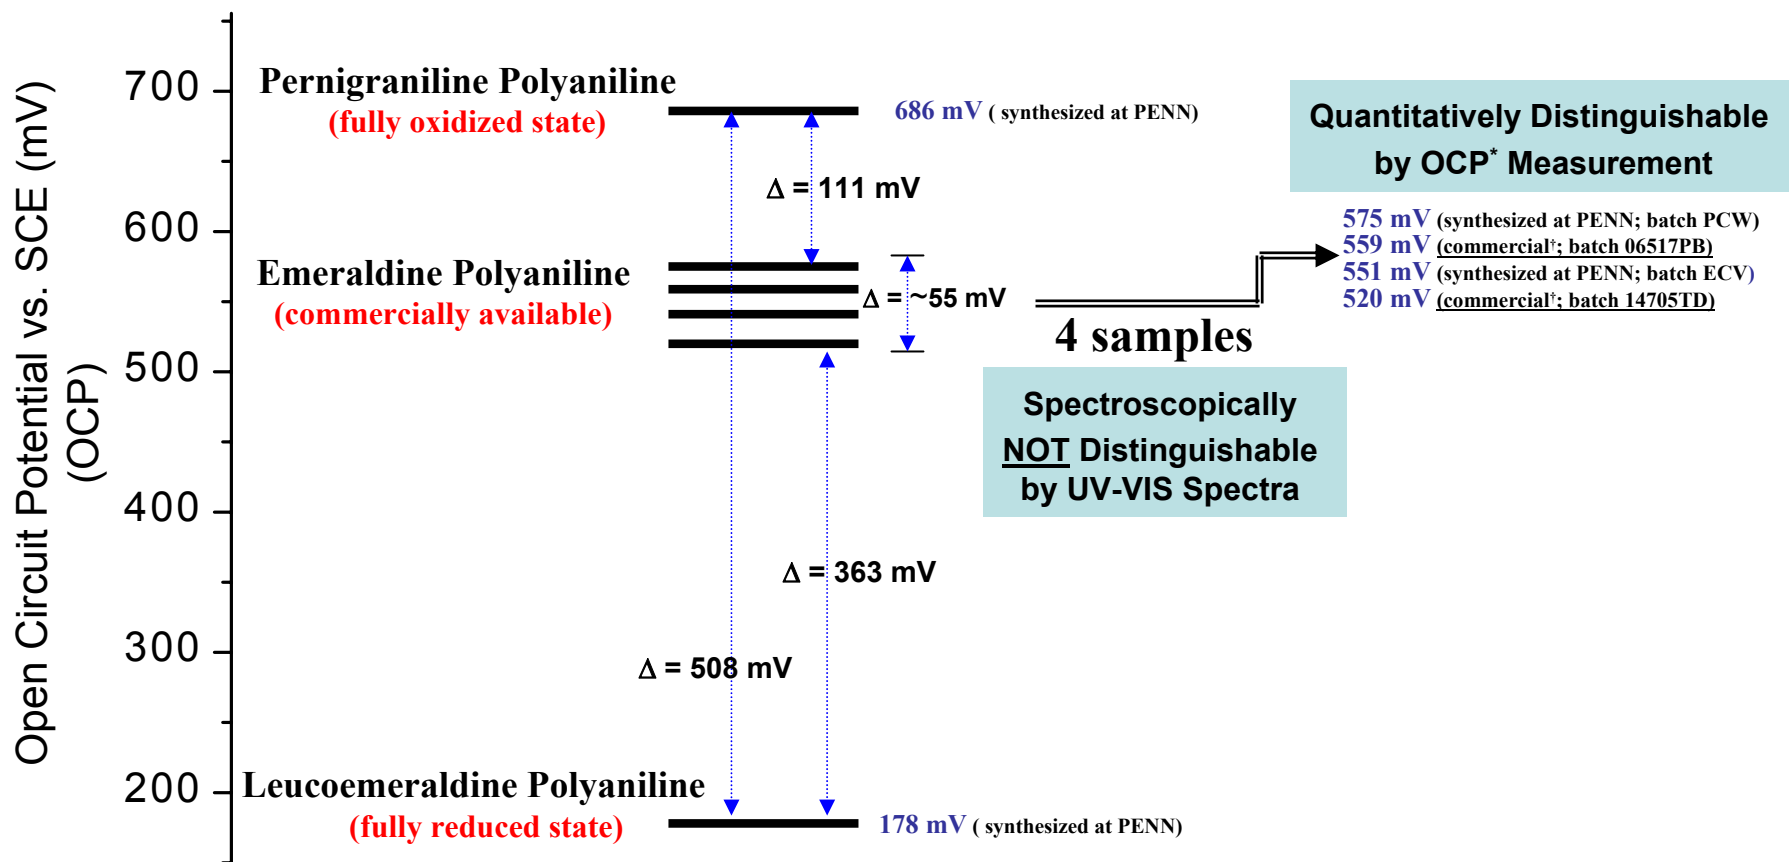 Open Circuit Potential vs. SCE (mV)
(OCP)
700
600
500
400
300
200
Pernigraniline Polyaniline
(fully oxidized state)
686 mV ( synthesized at PENN)
Δ = 111 mV
Emeraldine Polyaniline
(commercially available)
Δ = ~55 mV
4 samples
Quantitatively Distinguishable
by OCP* Measurement
575 mV (synthesized at PENN; batch PCW)
559 mV (commercial†; batch 06517PB)
551 mV (synthesized at PENN; batch ECV)
520 mV (commercial†; batch 14705TD)
Spectroscopically
NOT Distinguishable
by UV-VIS Spectra
Δ = 363 mV
Δ = 508 mV
Leucoemeraldine Polyaniline
(fully reduced state)
178 mV ( synthesized at PENN)